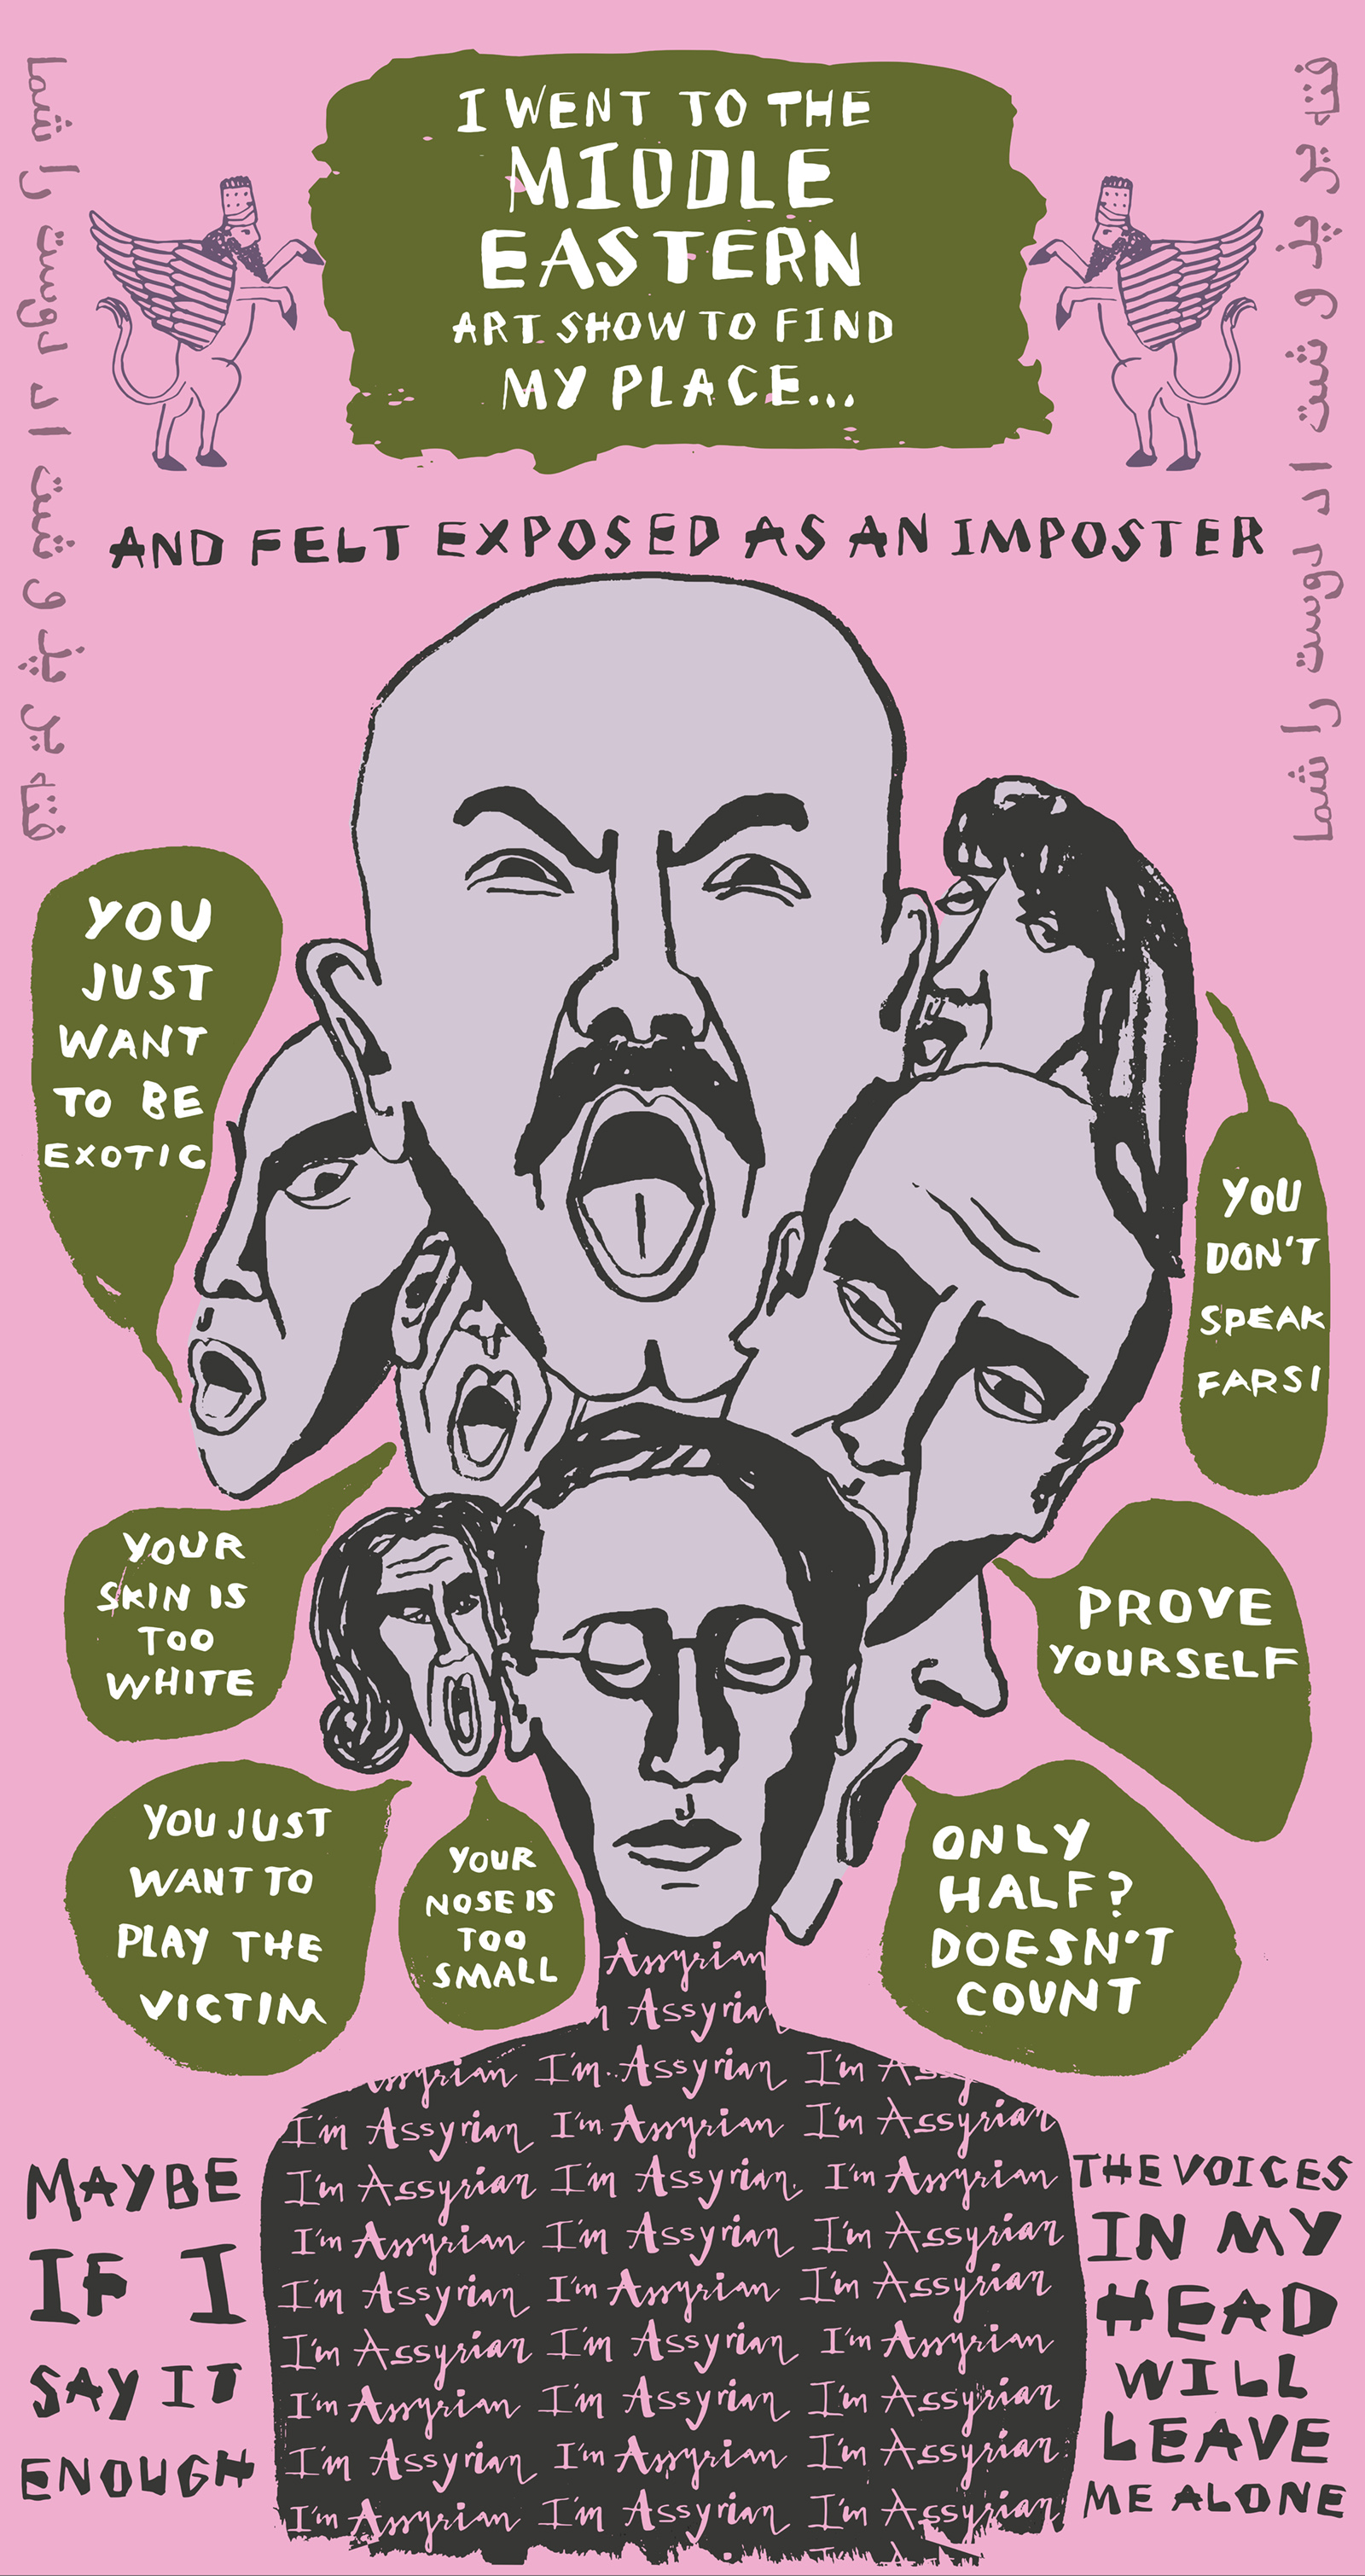 I WENT TO THE
MIDDLE
EASTERN
ART SHOW TO FIND
MY PLACE...
AND FELT EXPOSED AS AN IMPOSTER
YOU
JUST
WANT
TO BE
EXOTIC
YOU
DON'T
SPEAK
FARSI
YOUR
SKIN IS
TOO
WHITE
PROVE
YOURSELF
YOU JUST
WANT TO
PLAY THE
VICTIM
YOUR
NOSE IS
TOO
SMALL
ONLY
HALF?
DOESN'T
COUNT
Assyrian
Assyrian
I'm Assyrian I'm
I'm Assyrian I'm Assyrian I'm Assyrian
I'm Assyrian I'm Assyrian I'm Assyrian
I'm Assyrian I'm Assyrian I'm Assyrian
I'm Assyrian I'm Assyrian I'm Assyrian
I'm Assyrian I'm Assyrian I'm Assyrian
I'm Assyrian I'm Assyrian I'm Assyrian
I'm Assyrian I'm Assyrian I'm Assyrian
I'm Assyrian I'm Assyrian I'm Assyrian
MAYBE
IF I
SAY IT
ENOUGH
THE VOICES
IN MY
HEAD
WILL
LEAVE
ME ALONE